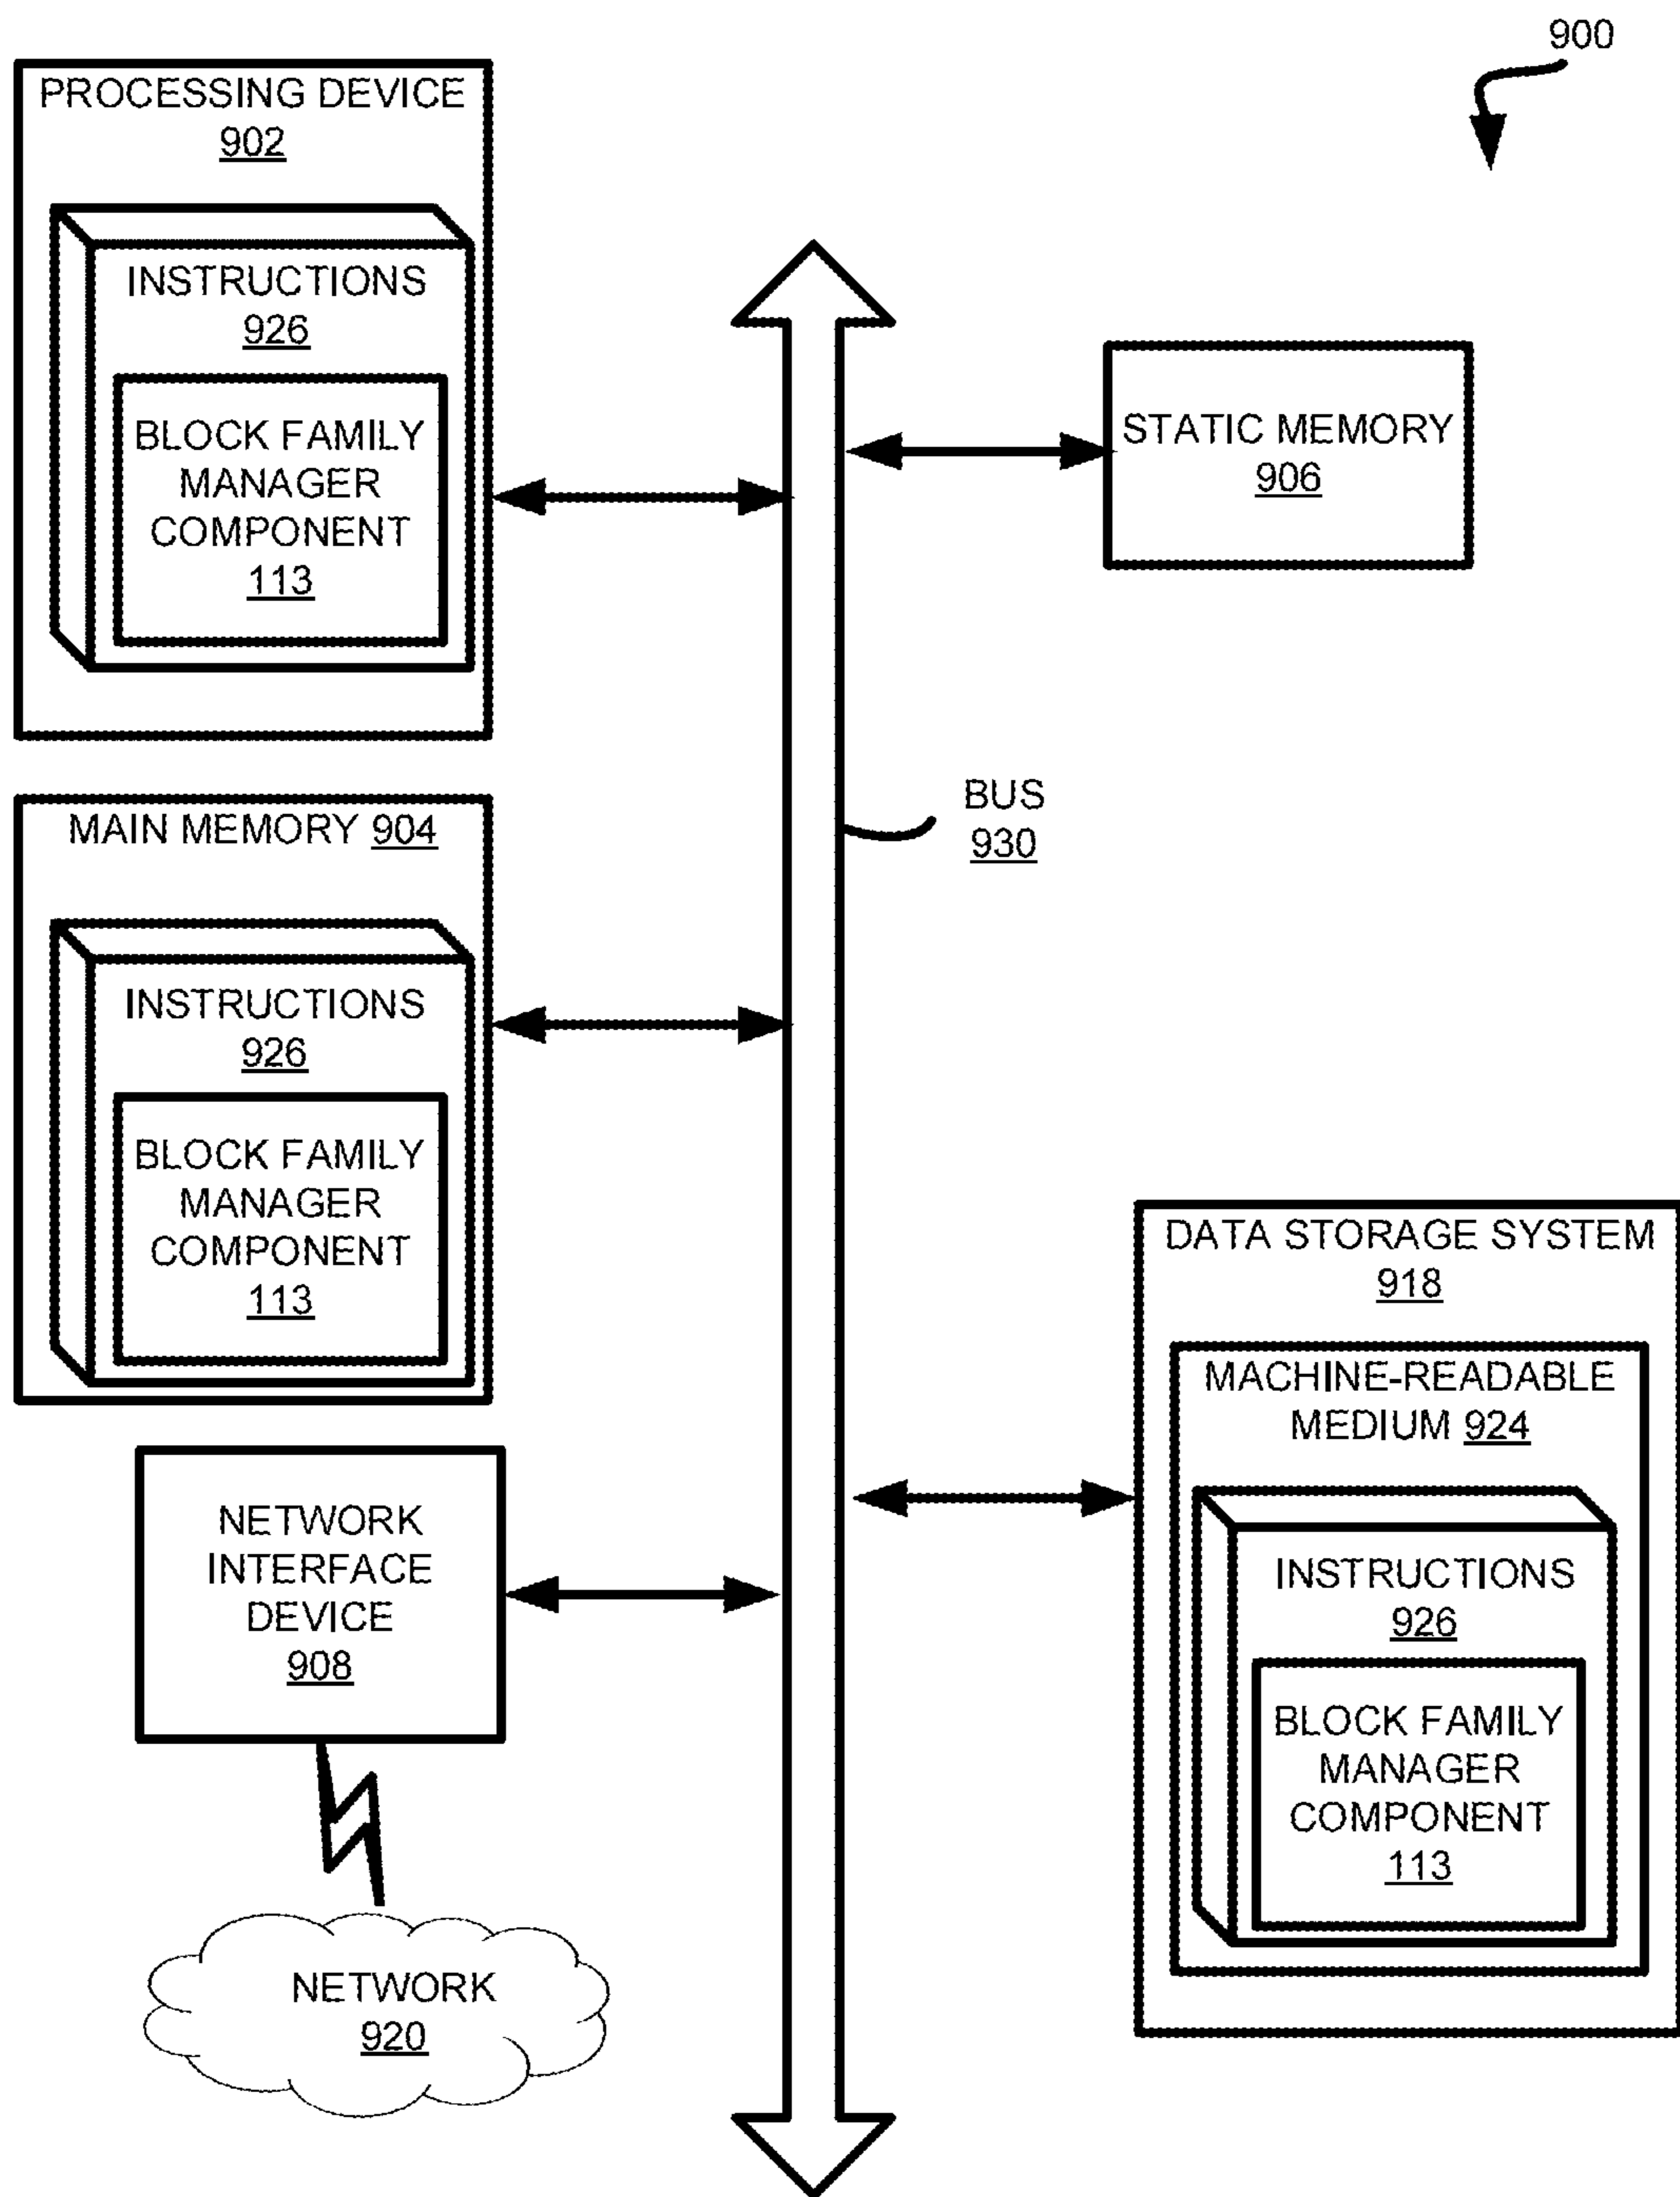 900
PROCESSING DEVICE
902
INSTRUCTIONS
926
BLOCK FAMILY
MANAGER
COMPONENT
113
STATIC MEMORY
906
BUS
930
MAIN MEMORY 904
INSTRUCTIONS
926
BLOCK FAMILY
MANAGER
COMPONENT
113
DATA STORAGE SYSTEM
918
MACHINE-READABLE
MEDIUM 924
INSTRUCTIONS
926
BLOCK FAMILY
MANAGER
COMPONENT
113
NETWORK
INTERFACE
DEVICE
908
NETWORK
920